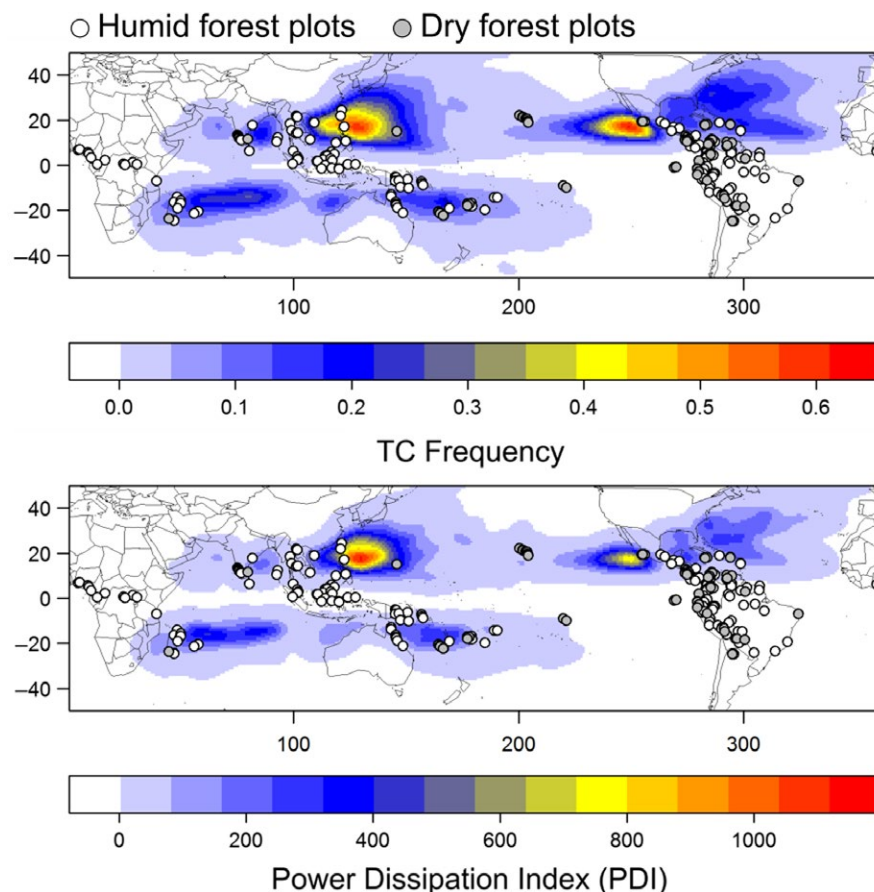 Humid forest plots Dry forest plots
40
20
0
−20
−40
100 200 300
0.0 0.1 0.2 0.3 0.4 0.5 0.6
TC Frequency
40
20
0
−20
−40
100 200 300
0 200 400 600 800 1000
Power Dissipation Index (PDI)